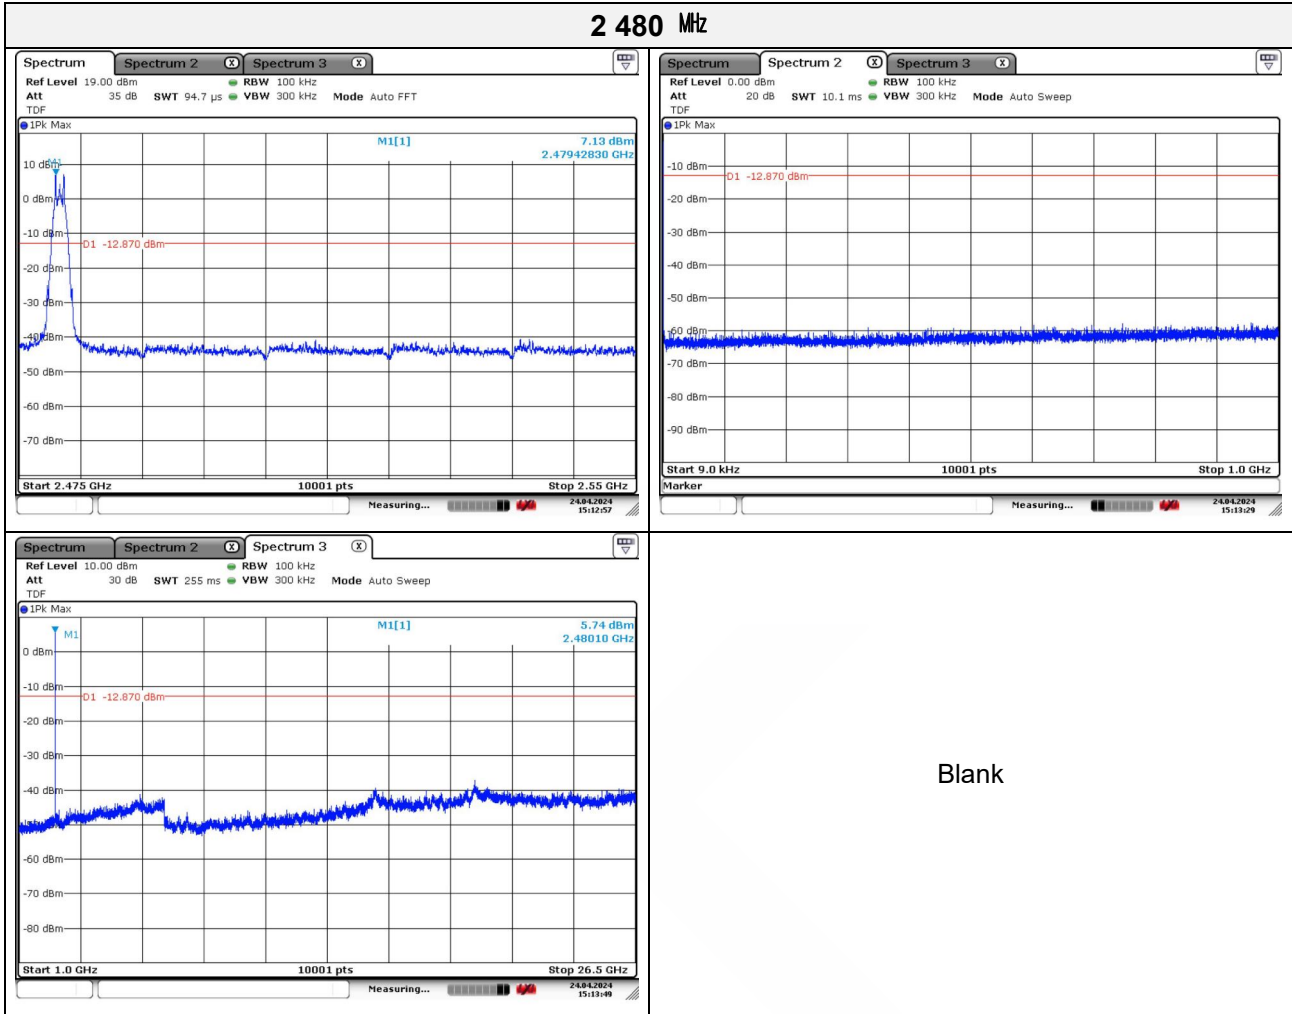 2 480 ㎒
Spectrum Spectrum 2 Spectrum 3
Ref Level 19.00 dBm RBW 100 kHz
Att 35 dB SWT 94.7 µs VBW 300 kHz Mode Auto FFT
TDF
1Pk Max
M1[1] 7.13 dBm
2.47942830 GHz
M1
10 dBm
0 dBm
-10 dBm
D1 -12.870 dBm
-20 dBm
-30 dBm
-40 dBm
-50 dBm
-60 dBm
-70 dBm
Start 2.475 GHz 10001 pts Stop 2.55 GHz
Measuring... 24.04.2024
15:12:57
Spectrum Spectrum 2 Spectrum 3
Ref Level 0.00 dBm RBW 100 kHz
Att 20 dB SWT 10.1 ms VBW 300 kHz Mode Auto Sweep
TDF
1Pk Max
-10 dBm
D1 -12.870 dBm
-20 dBm
-30 dBm
-40 dBm
-50 dBm
-60 dBm
-70 dBm
-80 dBm
-90 dBm
Start 9.0 kHz 10001 pts Stop 1.0 GHz
Marker
Measuring... 24.04.2024
15:13:29
Spectrum Spectrum 2 Spectrum 3
Ref Level 10.00 dBm RBW 100 kHz
Att 30 dB SWT 255 ms VBW 300 kHz Mode Auto Sweep
TDF
1Pk Max
M1[1] 5.74 dBm
2.48010 GHz
M1
0 dBm
-10 dBm
D1 -12.870 dBm
-20 dBm
-30 dBm
-40 dBm
-60 dBm
-70 dBm
-80 dBm
Start 1.0 GHz 10001 pts Stop 26.5 GHz
Measuring... 24.04.2024
15:13:49
Blank